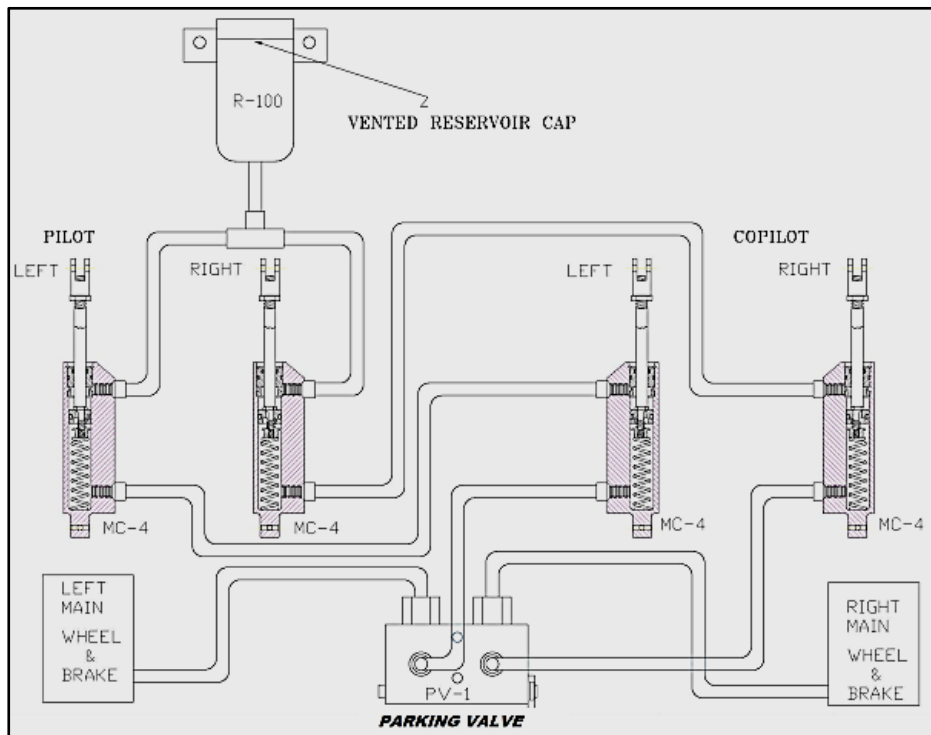 R-100
2
VENTED RESERVOIR CAP
PILOT
COPILOT
LEFT
RIGHT
LEFT
RIGHT
MC-4
MC-4
MC-4
MC-4
LEFT
MAIN
WHEEL
&
BRAKE
RIGHT
MAIN
WHEEL
&
BRAKE
PV-1
PARKING VALVE